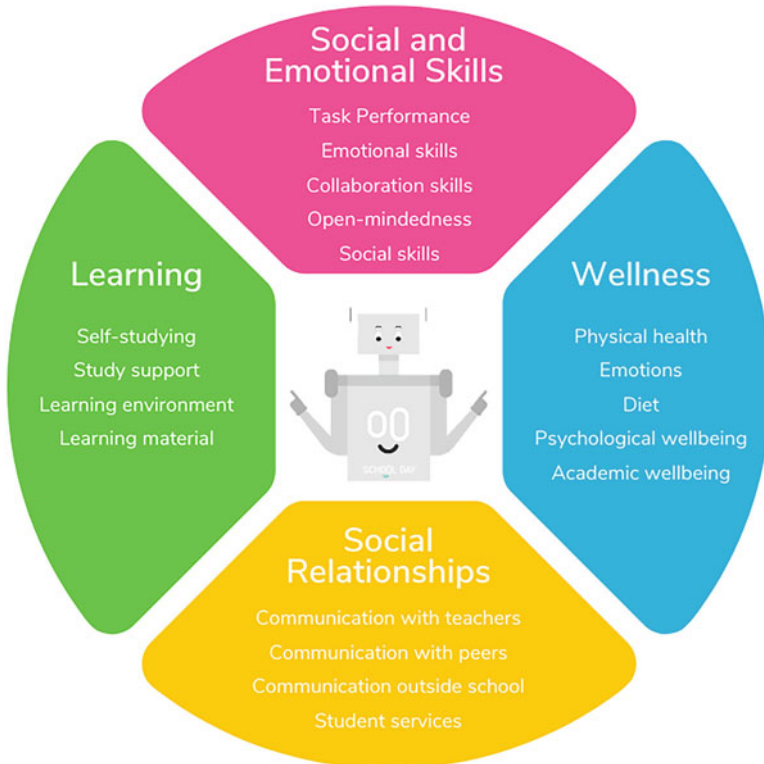 Social and
Emotional Skills
Task Performance
Emotional skills
Collaboration skills
Open-mindedness
Social skills
Learning
Self-studying
Study support
Learning environment
Learning material
Wellness
Physical health
Emotions
Diet
Psychological wellbeing
Academic wellbeing
SCHOOL DAY
Social
Relationships
Communication with teachers
Communication with peers
Communication outside school
Student services